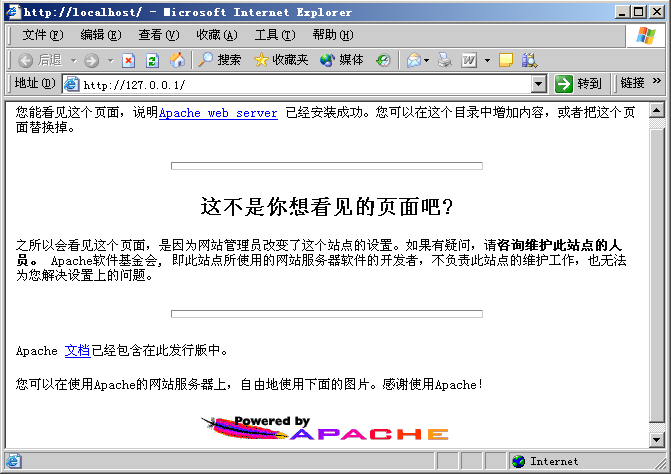 http://localhost/ - Microsoft Internet Explorer
文件(F) 编辑(E) 查看(V) 收藏(A) 工具(T) 帮助(H)
后退 搜索 收藏夹 媒体
地址(D) http://127.0.0.1/ 转到 链接 »
您能看见这个页面，说明Apache web server 已经安装成功。您可以在这个目录中增加内容，或者把这个页
面替换掉。
这不是你想看见的页面吧?
之所以会看见这个页面，是因为网站管理员改变了这个站点的设置。如果有疑问，请咨询维护此站点的人
员。 Apache软件基金会, 即此站点所使用的网站服务器软件的开发者，不负责此站点的维护工作，也无法
为您解决设置上的问题。
Apache 文档已经包含在此发行版中。
您可以在使用Apache的网站服务器上，自由地使用下面的图片。感谢使用Apache!
Powered by
APACHE
Internet